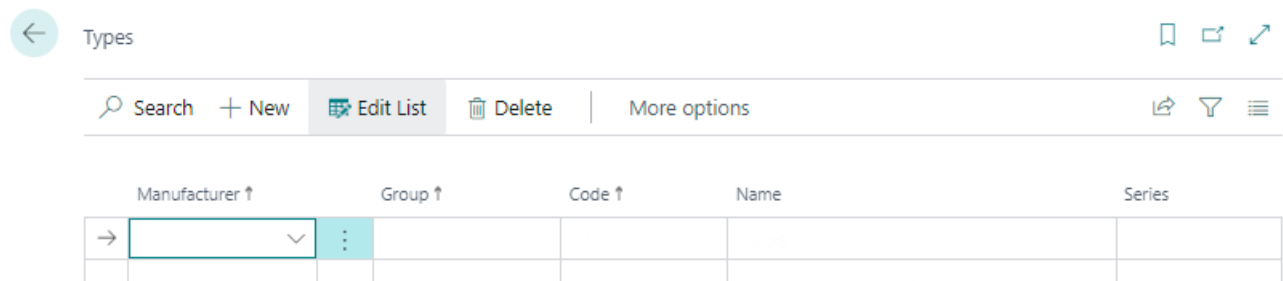 Types
Search New Edit List Delete More options
Manufacturer ↑ Group ↑ Code ↑ Name Series